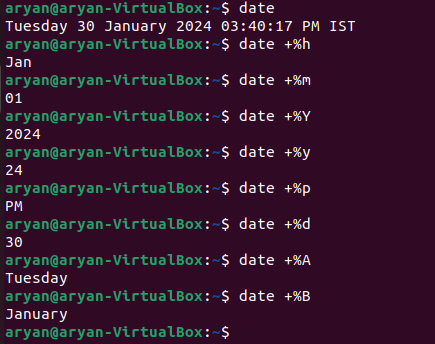 aryan@aryan-VirtualBox:~$ date
Tuesday 30 January 2024 03:40:17 PM IST
aryan@aryan-VirtualBox:~$ date +%h
Jan
aryan@aryan-VirtualBox:~$ date +%m
01
aryan@aryan-VirtualBox:~$ date +%Y
2024
aryan@aryan-VirtualBox:~$ date +%y
24
aryan@aryan-VirtualBox:~$ date +%p
PM
aryan@aryan-VirtualBox:~$ date +%d
30
aryan@aryan-VirtualBox:~$ date +%A
Tuesday
aryan@aryan-VirtualBox:~$ date +%B
January
aryan@aryan-VirtualBox:~$